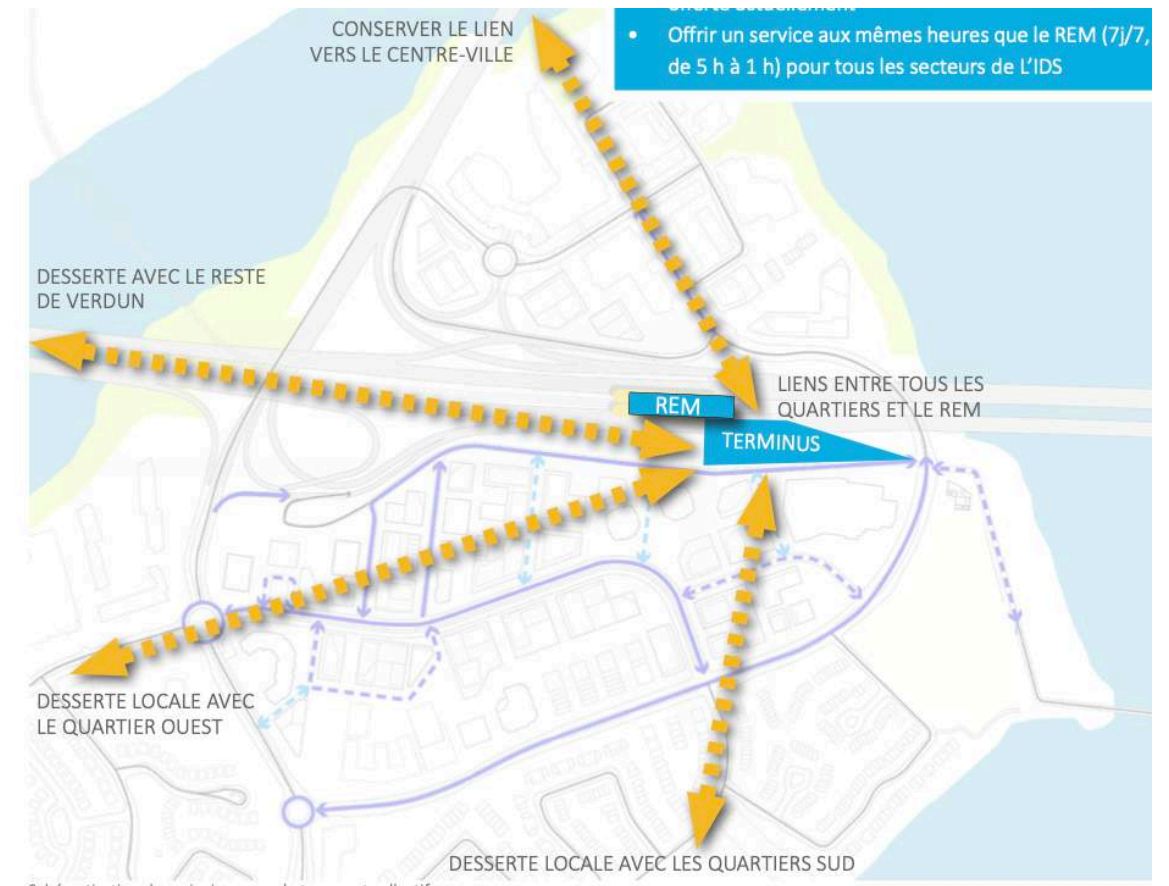 offerte actuellement
• Offrir un service aux mêmes heures que le REM (7j/7,
de 5 h à 1 h) pour tous les secteurs de L'IDS
CONSERVER LE LIEN
VERS LE CENTRE-VILLE
DESSERTE AVEC LE RESTE
DE VERDUN
LIENS ENTRE TOUS LES
QUARTIERS ET LE REM
REM
TERMINUS
DESSERTE LOCALE AVEC
LE QUARTIER OUEST
DESSERTE LOCALE AVEC LES QUARTIERS SUD